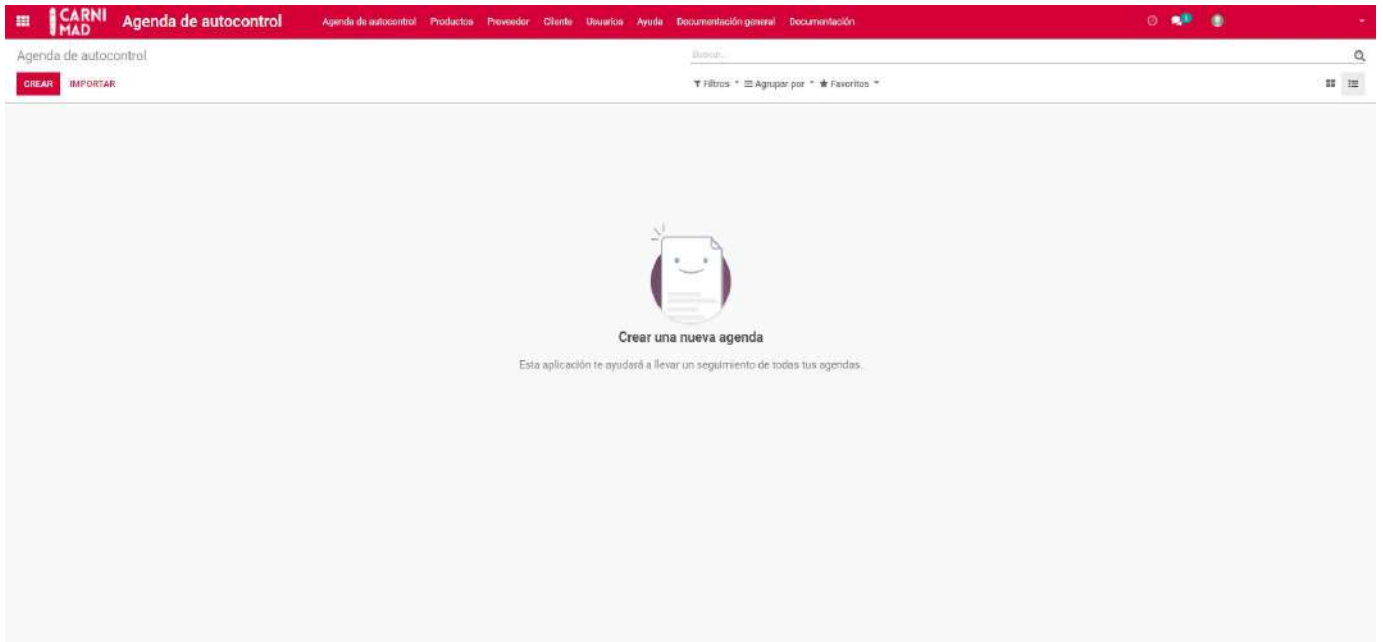 CARNI
MAD
Agenda de autocontrol
Agenda de autocontrol Productos Proveedor Cliente Usuarios Ayuda Documentación general Documentación
1
Agenda de autocontrol
Buscar...
CREAR IMPORTAR
Filtros Agrupar por Favoritos
Crear una nueva agenda
Esta aplicación te ayudará a llevar un seguimiento de todas tus agendas.